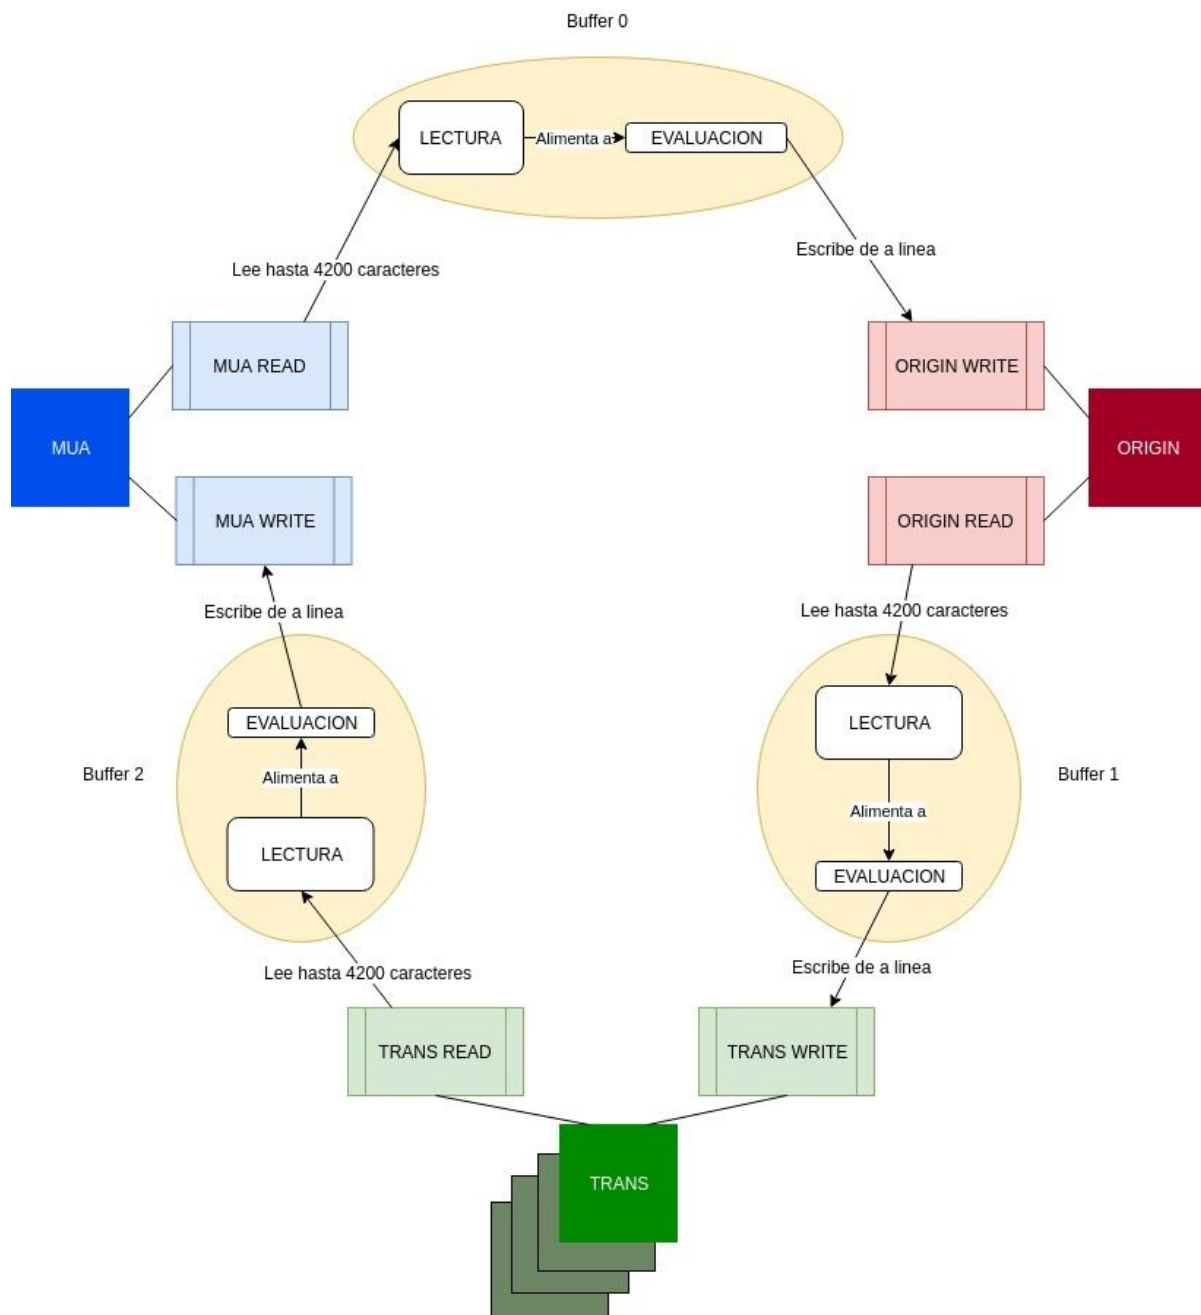 Buffer 0
LECTURA
Alimenta a
EVALUACION
Escribe de a linea
Lee hasta 4200 caracteres
MUA READ
ORIGIN WRITE
MUA
ORIGIN
MUA WRITE
ORIGIN READ
Escribe de a linea
Lee hasta 4200 caracteres
EVALUACION
LECTURA
Buffer 2
Alimenta a
Buffer 1
Alimenta a
LECTURA
EVALUACION
Lee hasta 4200 caracteres
Escribe de a linea
TRANS READ
TRANS WRITE
TRANS